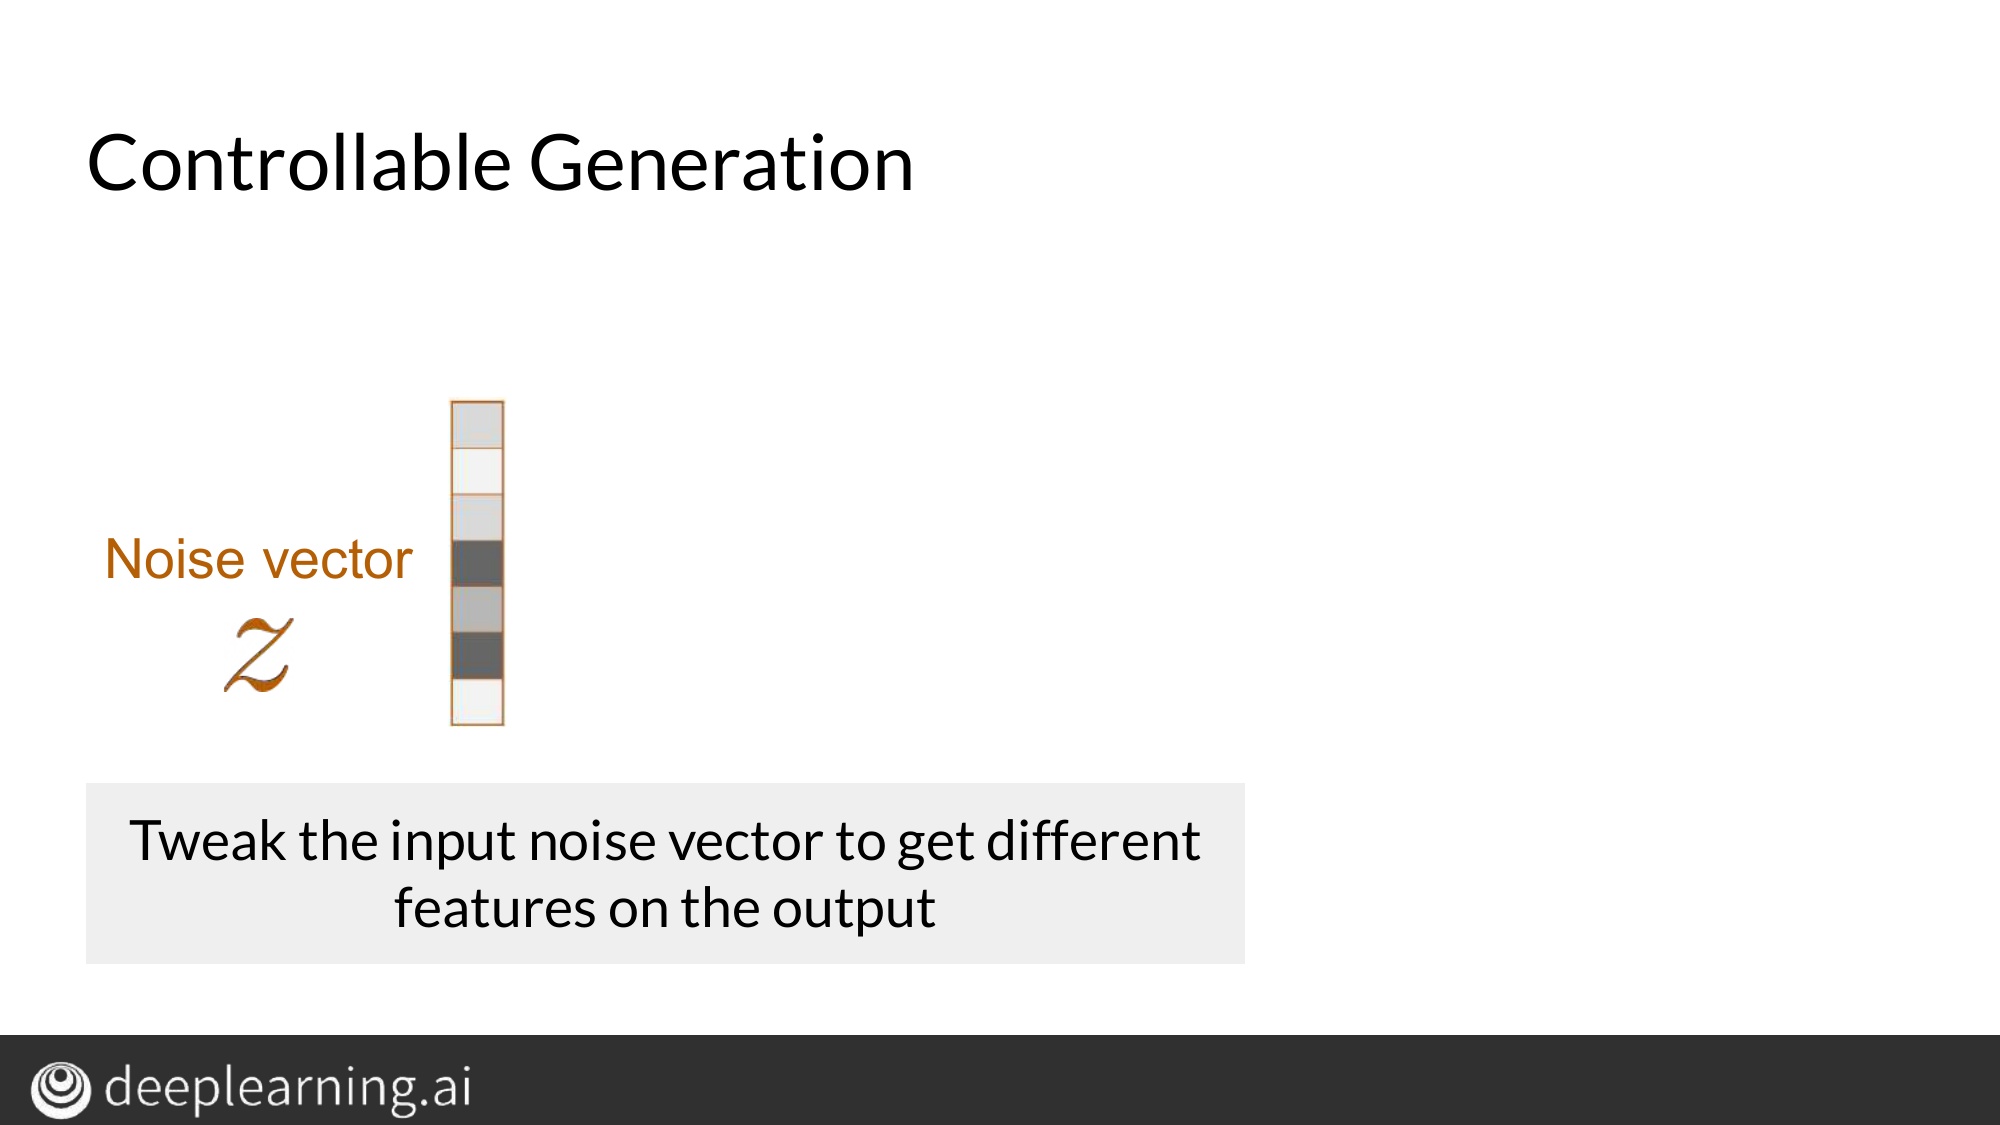 Controllable Generation
Noise vector
z
Tweak the input noise vector to get different
features on the output
deeplearning.ai